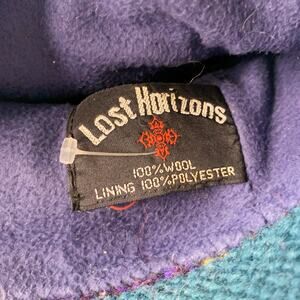 Lost Horizons
100% WOOL
LINING 100% POLYESTER